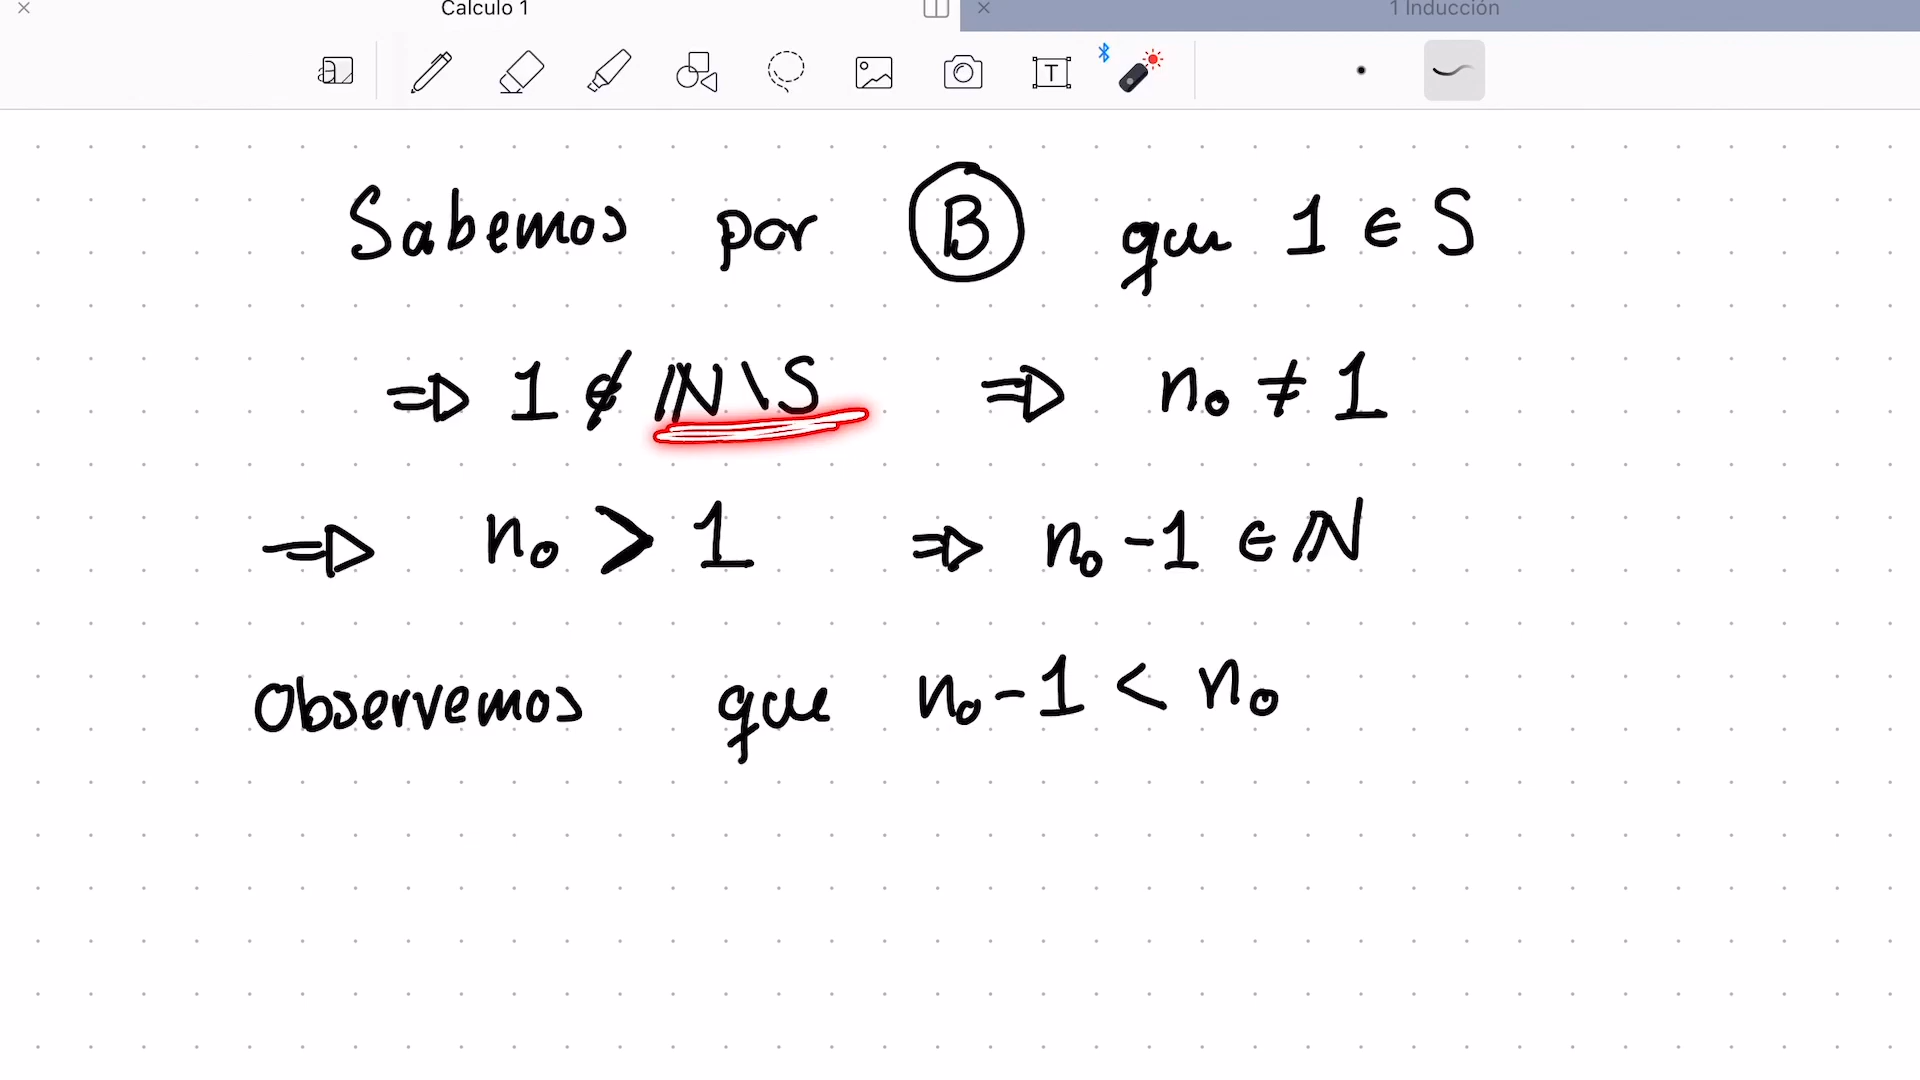 Calculo 1
1 Inducción
Sabemos por B que 1 ∈ S
⇒ 1 ∉ ℕ\S ⇒ n₀ ≠ 1
⇒ n₀ > 1 ⇒ n₀ - 1 ∈ ℕ
Observemos que n₀ - 1 < n₀